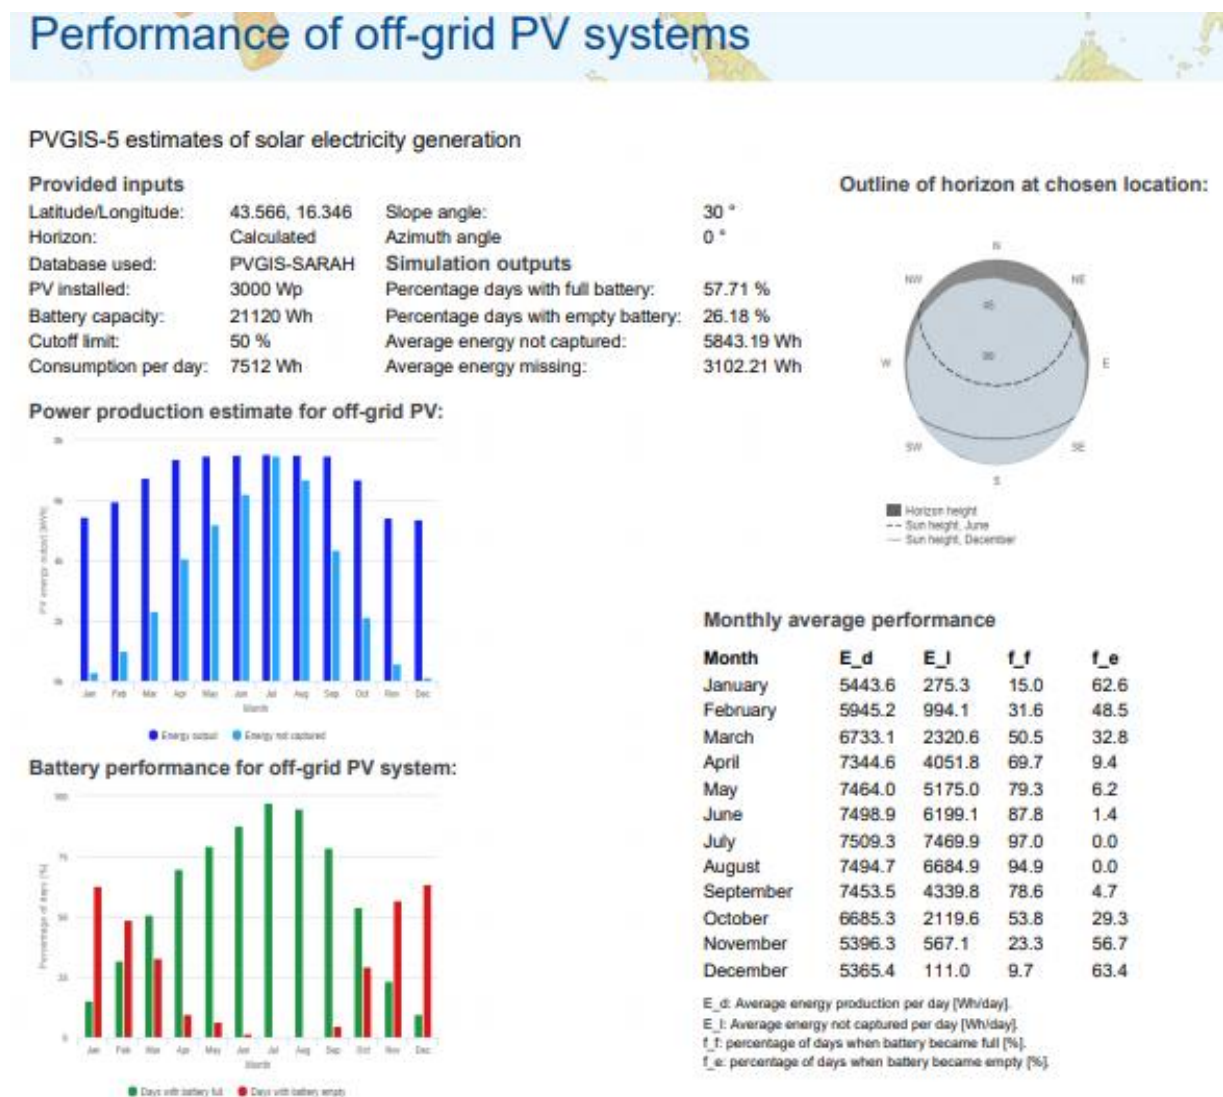 Performance of off-grid PV systems
PVGIS-5 estimates of solar electricity generation
Provided inputs
Latitude/Longitude: 43.566, 16.346
Horizon: Calculated
Database used: PVGIS-SARAH
PV installed: 3000 Wp
Battery capacity: 21120 Wh
Cutoff limit: 50 %
Consumption per day: 7512 Wh
Slope angle: 30 °
Azimuth angle 0 °
Simulation outputs
Percentage days with full battery: 57.71 %
Percentage days with empty battery: 26.18 %
Average energy not captured: 5843.19 Wh
Average energy missing: 3102.21 Wh
Outline of horizon at chosen location:
N
NW NE
W E
SW SE
S
Horizon height
Sun height, June
Sun height, December
Power production estimate for off-grid PV:
PV energy output [Wh]
Jan Feb Mar Apr May Jun Jul Aug Sep Oct Nov Dec
Month
Energy output Energy not captured
Battery performance for off-grid PV system:
Percentage of days [%]
100
75
50
25
0
Jan Feb Mar Apr May Jun Jul Aug Sep Oct Nov Dec
Month
Days with battery full Days with battery empty
Monthly average performance
Month E_d E_l f_f f_e
January 5443.6 275.3 15.0 62.6
February 5945.2 994.1 31.6 48.5
March 6733.1 2320.6 50.5 32.8
April 7344.6 4051.8 69.7 9.4
May 7464.0 5175.0 79.3 6.2
June 7498.9 6199.1 87.8 1.4
July 7509.3 7469.9 97.0 0.0
August 7494.7 6684.9 94.9 0.0
September 7453.5 4339.8 78.6 4.7
October 6685.3 2119.6 53.8 29.3
November 5396.3 567.1 23.3 56.7
December 5365.4 111.0 9.7 63.4
E_d: Average energy production per day [Wh/day].
E_l: Average energy not captured per day [Wh/day].
f_f: percentage of days when battery became full [%].
f_e: percentage of days when battery became empty [%].